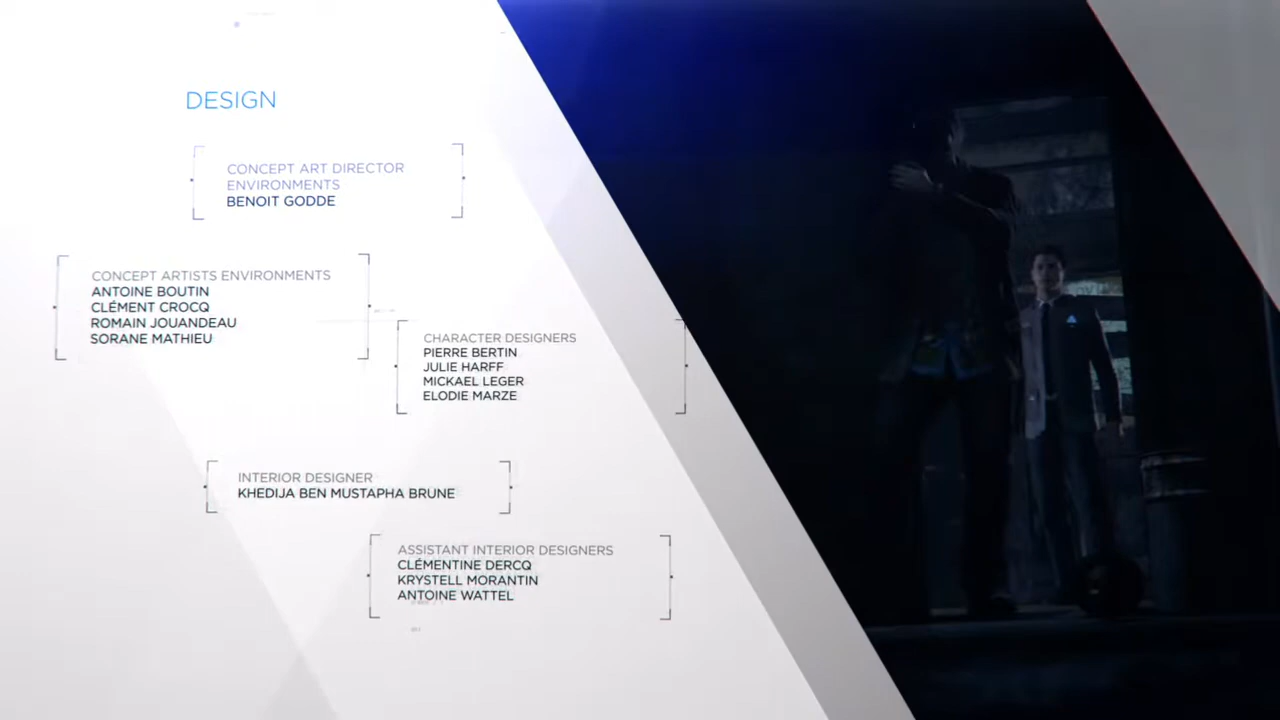 DESIGN
CONCEPT ART DIRECTOR
ENVIRONMENTS
BENOIT GODDE
CONCEPT ARTISTS ENVIRONMENTS
ANTOINE BOUTIN
CLÉMENT CROCQ
ROMAIN JOUANDEAU
SORANE MATHIEU
CHARACTER DESIGNERS
PIERRE BERTIN
JULIE HARFF
MICKAEL LEGER
ELODIE MARZE
INTERIOR DESIGNER
KHEDIJA BEN MUSTAPHA BRUNE
ASSISTANT INTERIOR DESIGNERS
CLÉMENTINE DERCQ
KRYSTELL MORANTIN
ANTOINE WATTEL